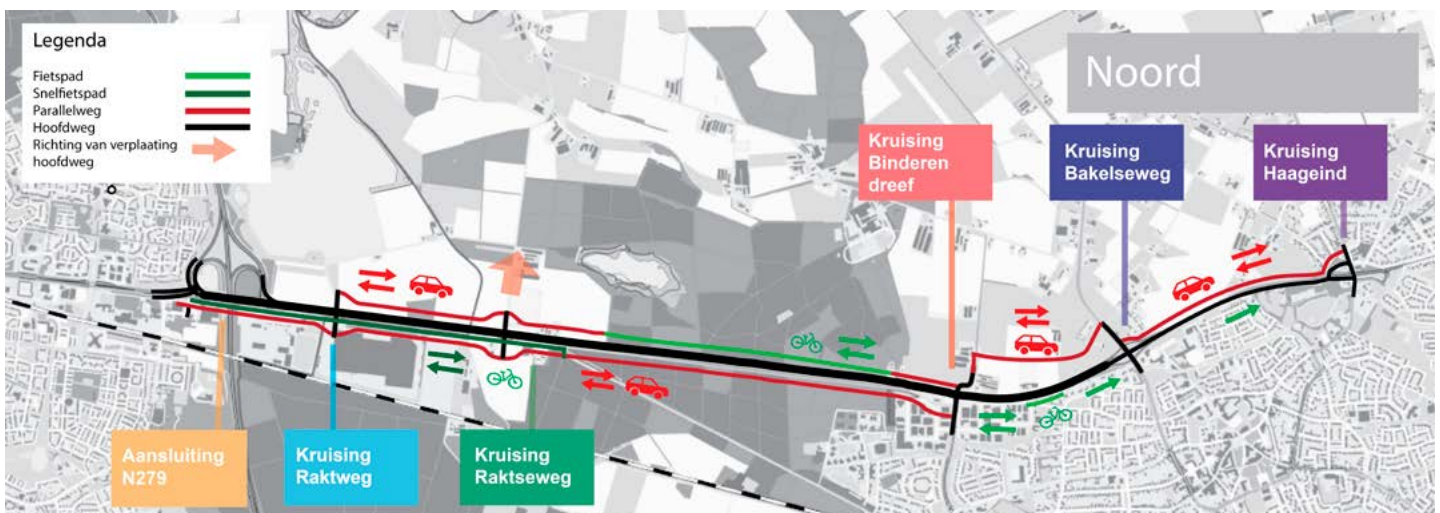 Legenda
Fietspad
Snelfietspad
Parallelweg
Hoofdweg
Richting van verplaating
hoofdweg
Noord
Kruising
Binderen
dreef
Kruising
Bakelseweg
Kruising
Haageind
Aansluiting
N279
Kruising
Raktweg
Kruising
Raktseweg